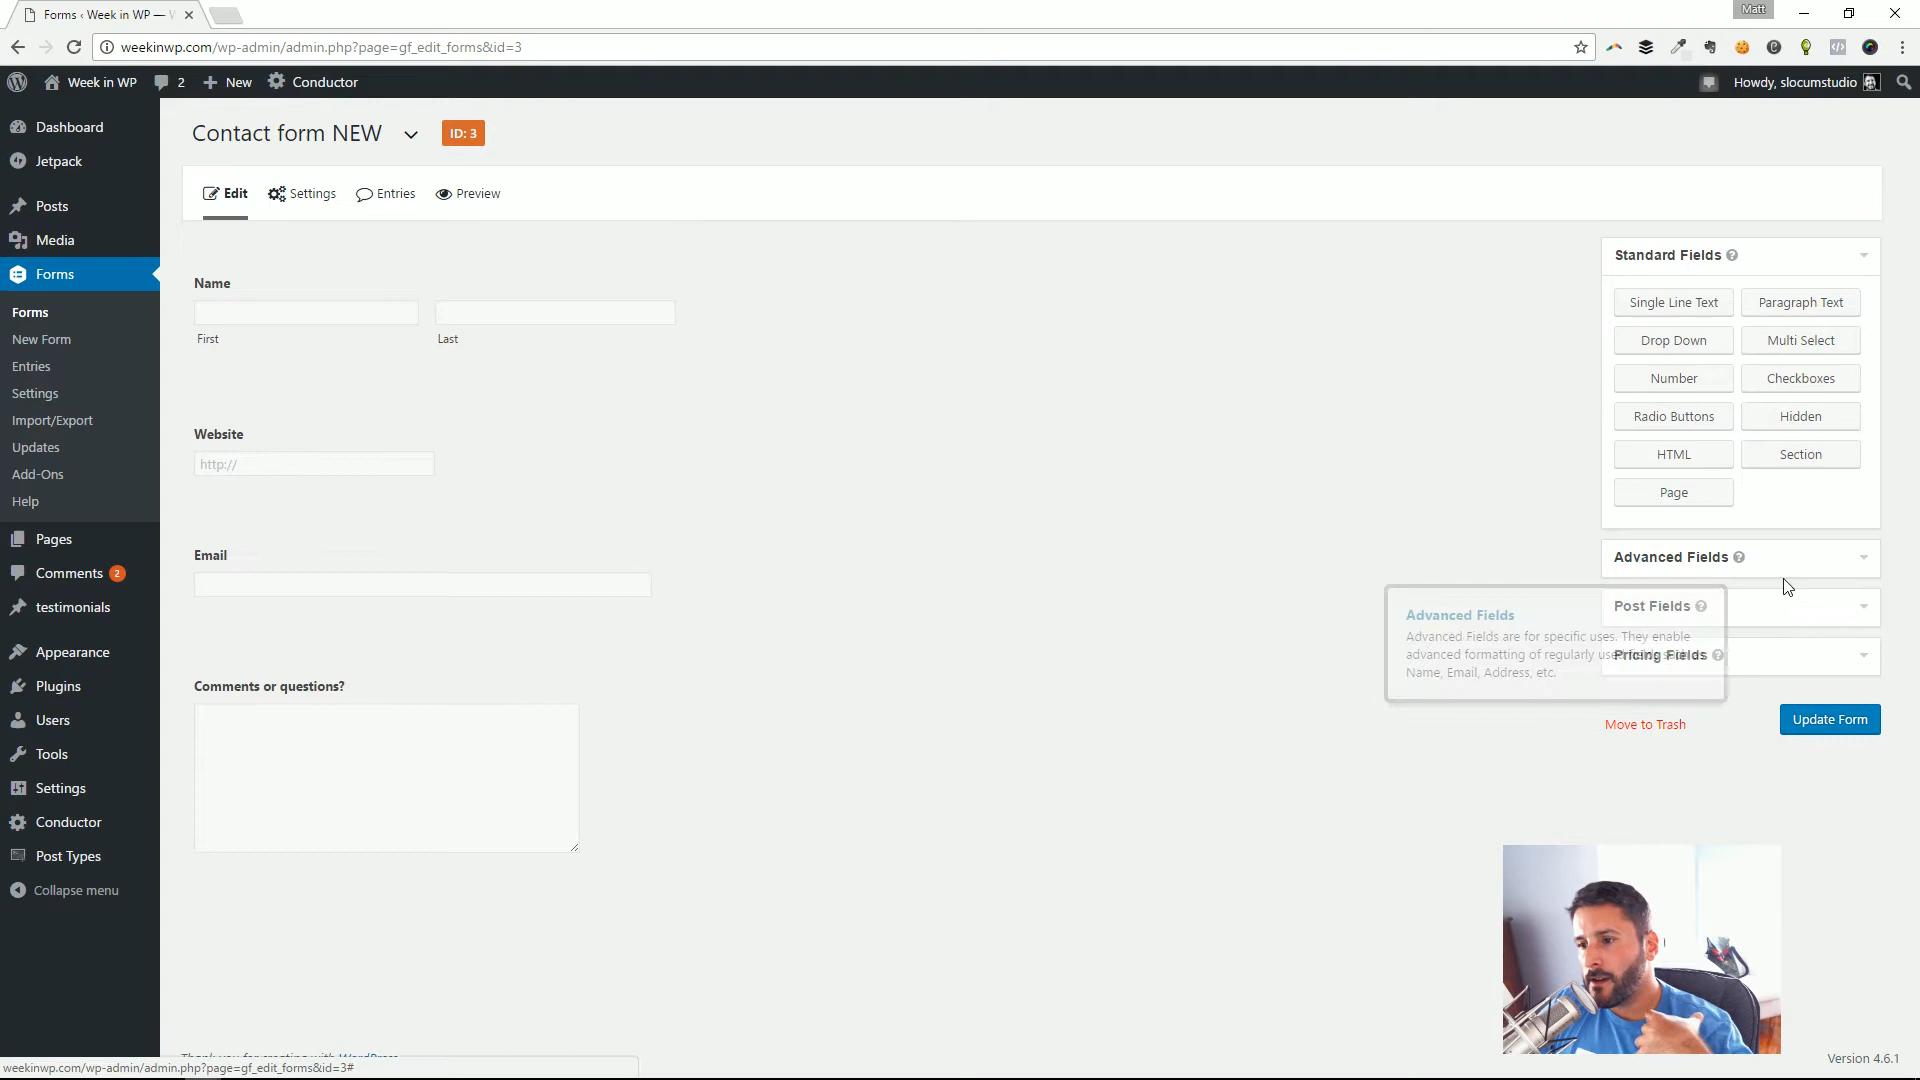 Forms ‹ Week in WP —
Matt
weekinwp.com/wp-admin/admin.php?page=gf_edit_forms&id=3
Week in WP
2
New
Conductor
Howdy, slocumstudio
Dashboard
Jetpack
Posts
Media
Forms
Forms
New Form
Entries
Settings
Import/Export
Updates
Add-Ons
Help
Pages
Comments 2
testimonials
Appearance
Plugins
Users
Tools
Settings
Conductor
Post Types
Collapse menu
Contact form NEW
ID: 3
Edit
Settings
Entries
Preview
Name
First
Last
Website
http://
Email
Comments or questions?
Standard Fields
Single Line Text
Paragraph Text
Drop Down
Multi Select
Number
Checkboxes
Radio Buttons
Hidden
HTML
Section
Page
Advanced Fields
Post Fields
Pricing Fields
Advanced Fields
Advanced Fields are for specific uses. They enable
advanced formatting of regularly
Name, Email, Address, etc.
Move to Trash
Update Form
Thank you for creating with WordPress
weekinwp.com/wp-admin/admin.php?page=gf_edit_forms&id=3#
Version 4.6.1